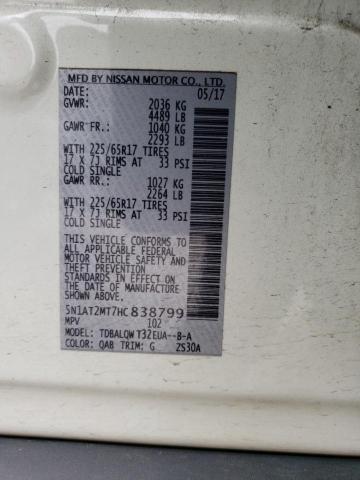 MFD BY NISSAN MOTOR CO., LTD.
DATE: 05/17
GVWR: 2036 KG
4489 LB
GAWR FR.: 1040 KG
2293 LB
WITH 225/65R17 TIRES
17 X 7J RIMS AT 33 PSI
COLD SINGLE
GAWR RR.: 1027 KG
2264 LB
WITH 225/65R17 TIRES
17 X 7J RIMS AT 33 PSI
COLD SINGLE
THIS VEHICLE CONFORMS TO
ALL APPLICABLE FEDERAL
MOTOR VEHICLE SAFETY AND
THEFT PREVENTION
STANDARDS IN EFFECT ON
THE DATE OF MANUFACTURE
SHOWN ABOVE.
5N1AT2MT7HC838799
MPV 102
MODEL: TDBALQW T32EUA--B-A
COLOR: QAB TRIM: G 2S30A